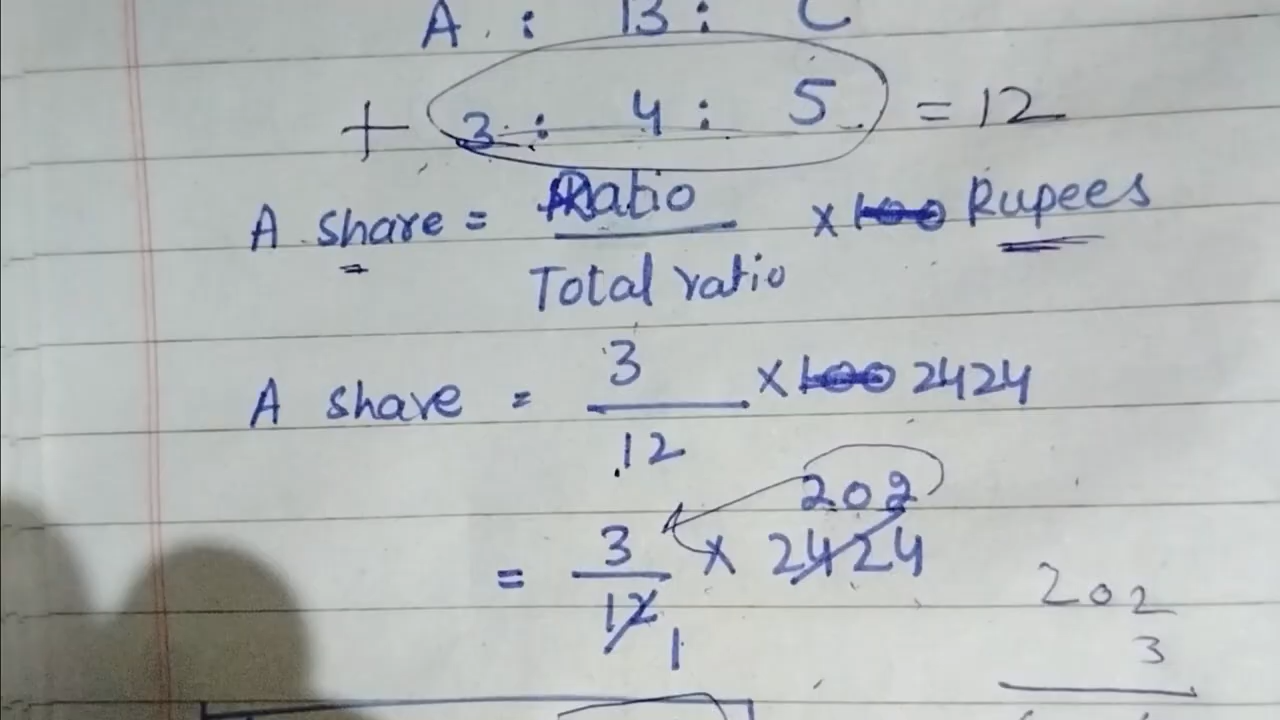 A : B : C
+ 3 : 4 : 5 = 12
A share = Ratio × 100 Rupees
Total ratio
A share = 3 × 100 2424
12
202
= 3 × 2424
12
1
202
3